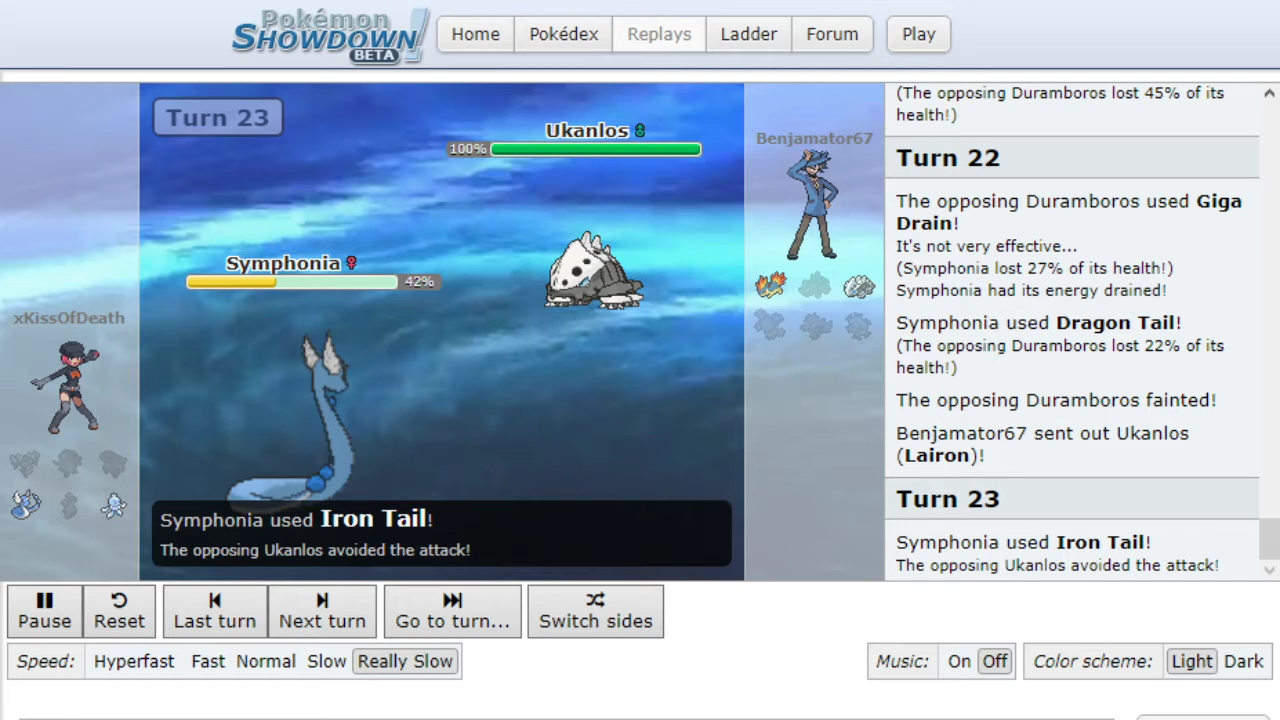 Pokémon
SHOWDOWN!
BETA
Home
Pokédex
Replays
Ladder
Forum
Play
Turn 23
Ukanlos
100%
Symphonia
42%
xKissOfDeath
Benjamator67
Symphonia used Iron Tail!
The opposing Ukanlos avoided the attack!
(The opposing Duramboros lost 45% of its
health!)
Turn 22
The opposing Duramboros used Giga
Drain!
It's not very effective...
(Symphonia lost 27% of its health!)
Symphonia had its energy drained!
Symphonia used Dragon Tail!
(The opposing Duramboros lost 22% of its
health!)
The opposing Duramboros fainted!
Benjamator67 sent out Ukanlos
(Lairon)!
Turn 23
Symphonia used Iron Tail!
The opposing Ukanlos avoided the attack!
Pause
Reset
Last turn
Next turn
Go to turn...
Switch sides
Speed: Hyperfast Fast Normal Slow Really Slow
Music: On Off
Color scheme: Light Dark